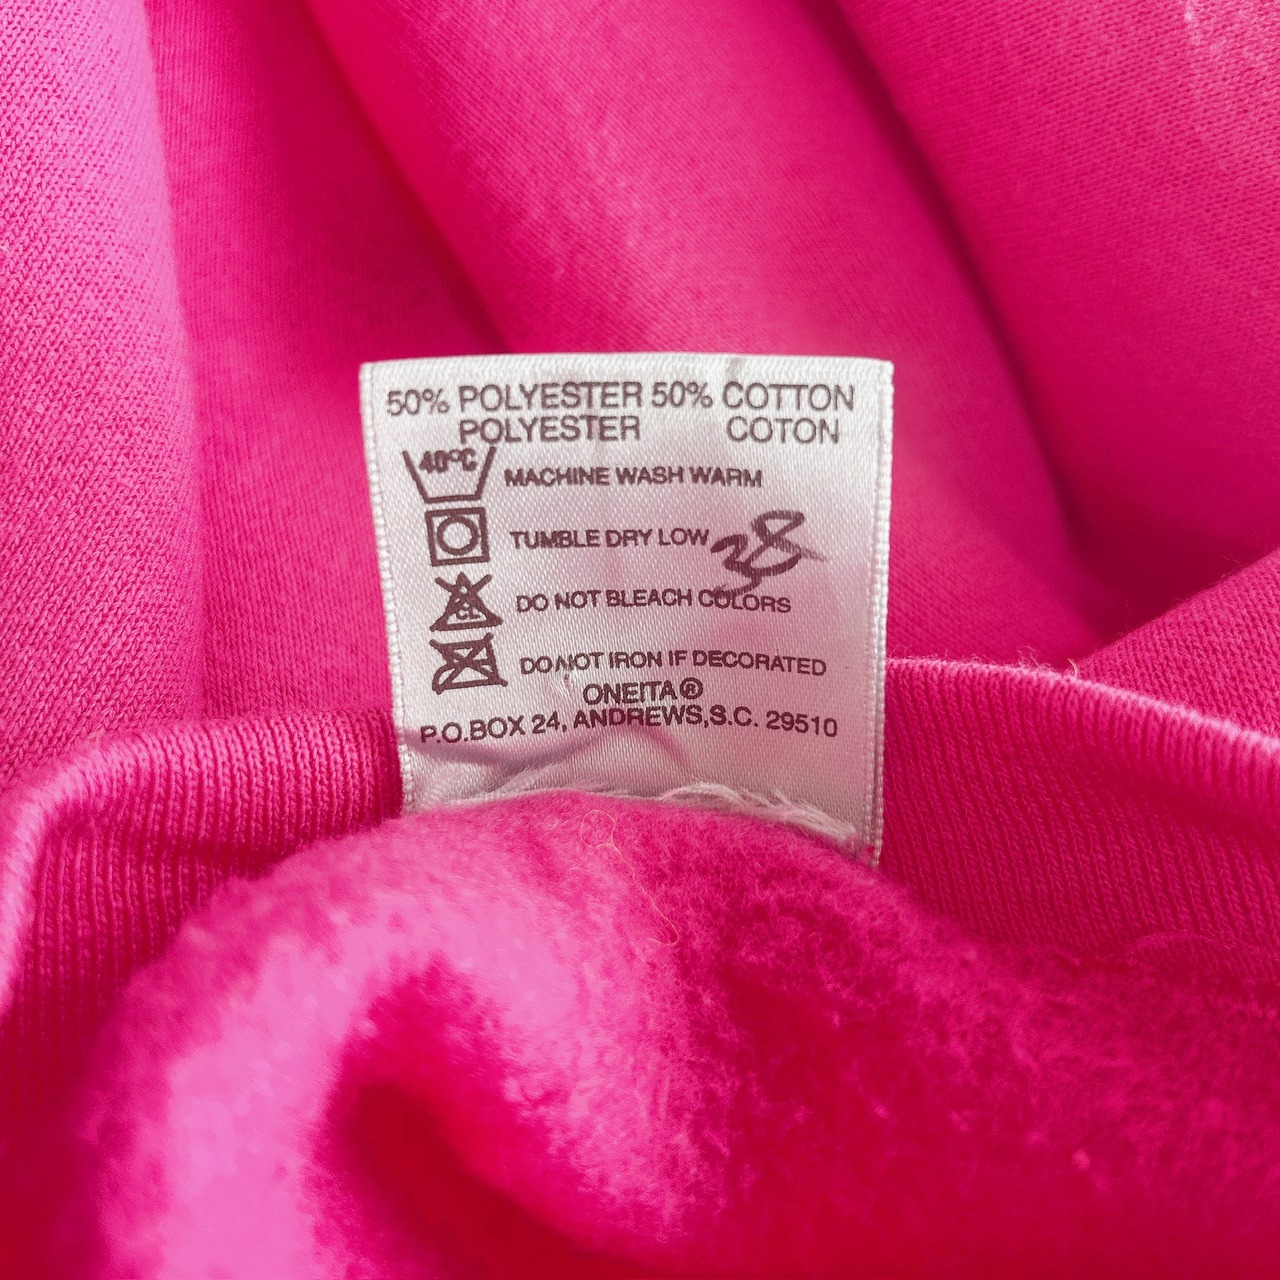 50% POLYESTER 50% COTTON
POLYESTER COTON
40°C MACHINE WASH WARM
TUMBLE DRY LOW 38
CL DO NOT BLEACH COLORS
DO NOT IRON IF DECORATED
ONEITA®
P.O.BOX 24, ANDREWS,S.C. 29510